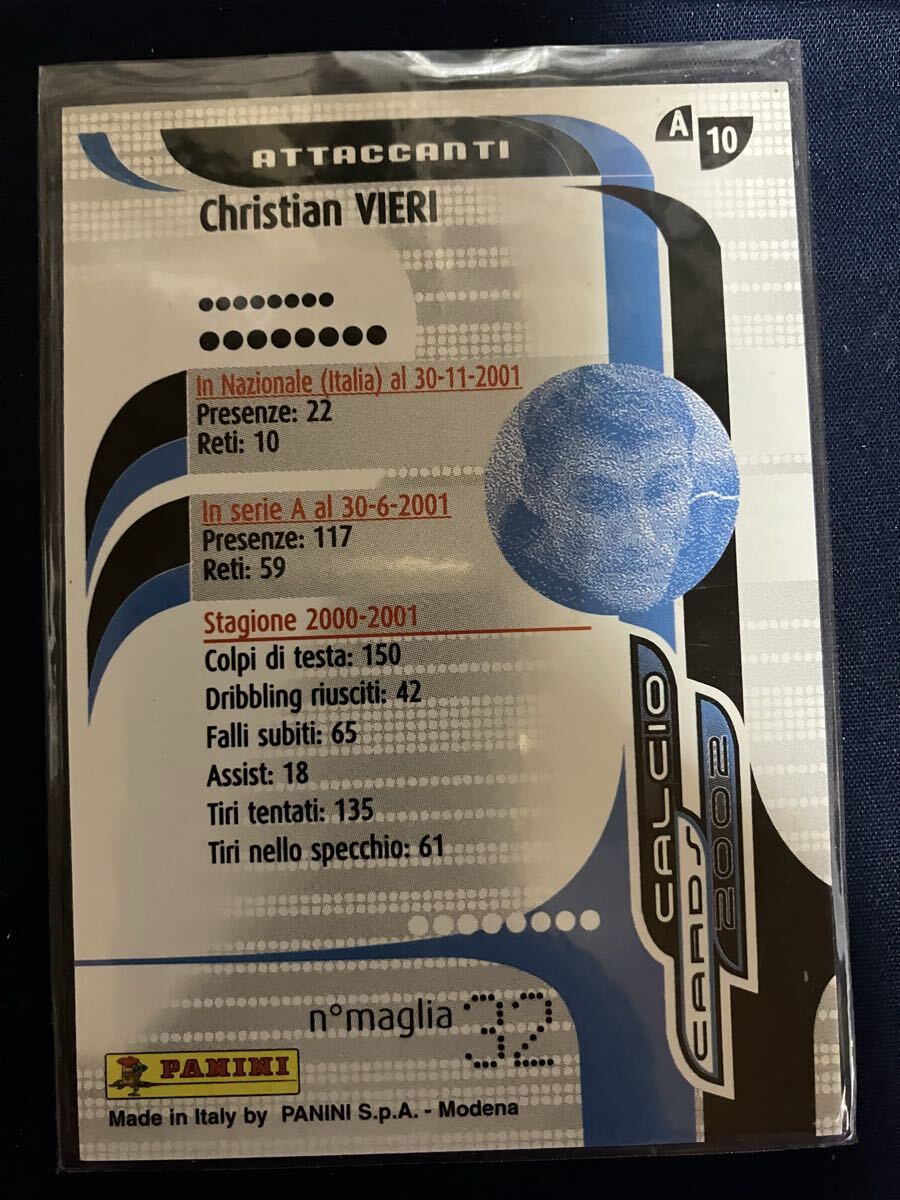 ATTACCANTI
A 10
Christian VIERI
In Nazionale (Italia) al 30-11-2001
Presenze: 22
Reti: 10
In serie A al 30-6-2001
Presenze: 117
Reti: 59
Stagione 2000-2001
Colpi di testa: 150
Dribbling riusciti: 42
Falli subiti: 65
Assist: 18
Tiri tentati: 135
Tiri nello specchio: 61
CALCIO
CARDS
2002
n°maglia 32
PANINI
Made in Italy by PANINI S.p.A. - Modena